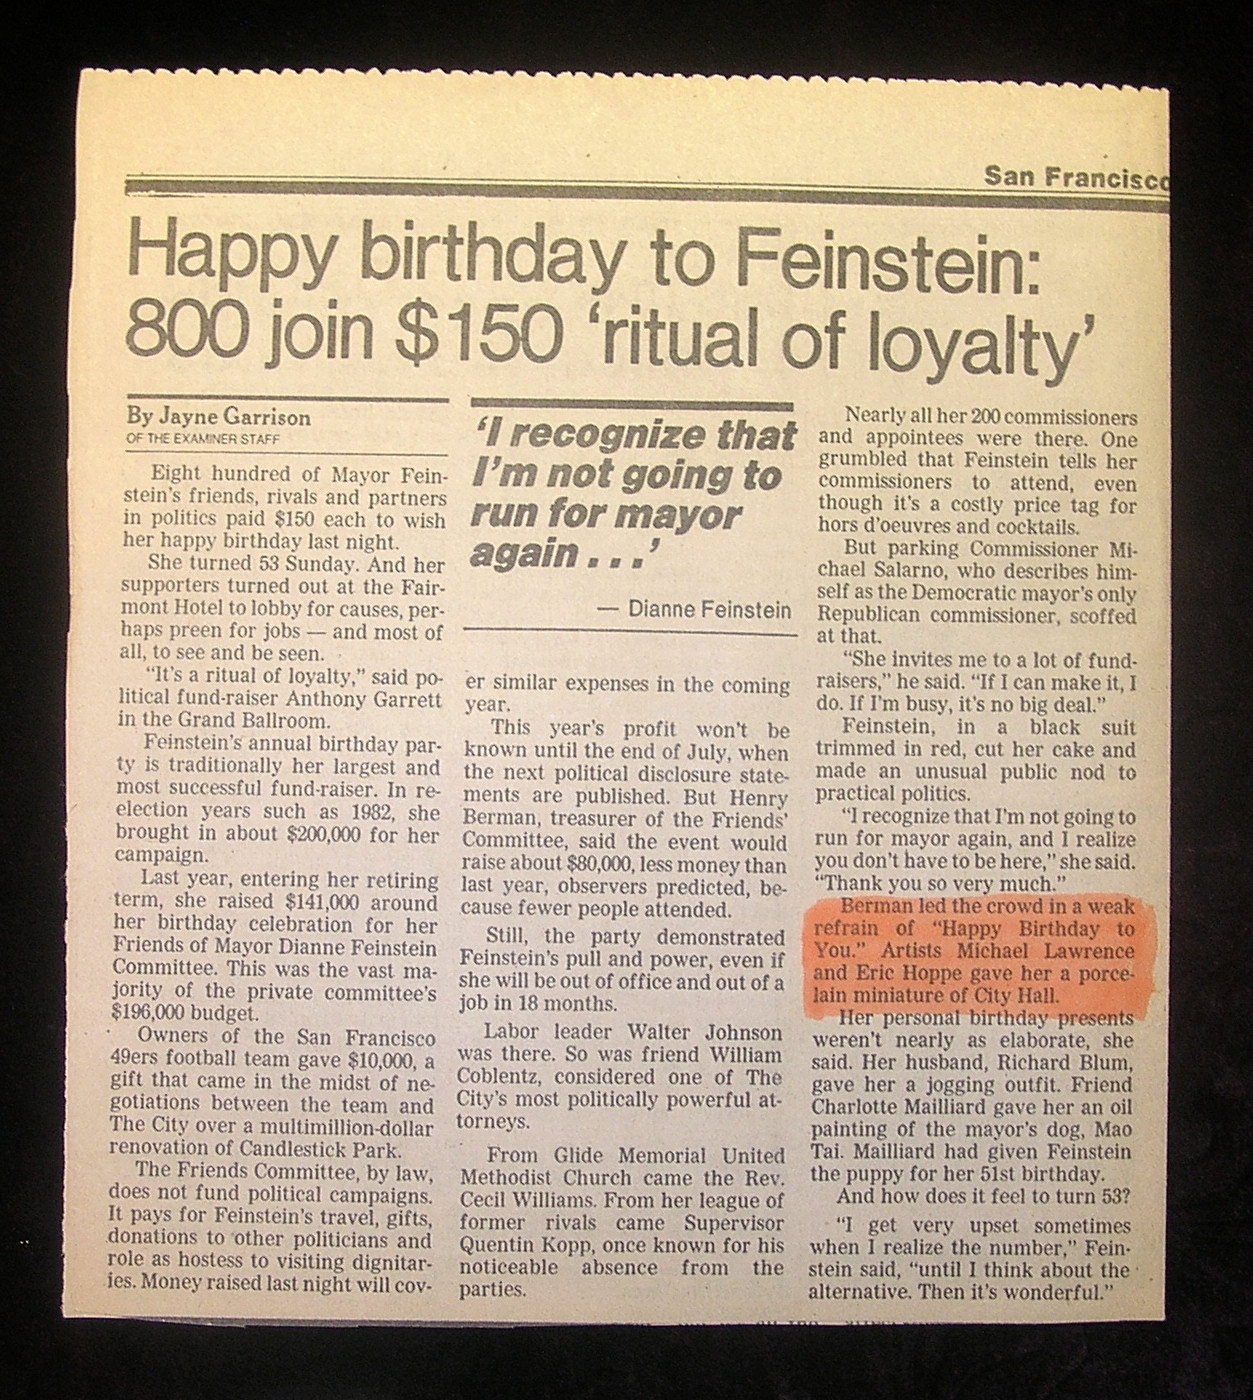 San Francisco
Happy birthday to Feinstein:
800 join $150 ‘ritual of loyalty’
By Jayne Garrison
OF THE EXAMINER STAFF
Eight hundred of Mayor Fein-
stein's friends, rivals and partners
in politics paid $150 each to wish
her happy birthday last night.
She turned 53 Sunday. And her
supporters turned out at the Fair-
mont Hotel to lobby for causes, per-
haps preen for jobs — and most of
all, to see and be seen.
“It's a ritual of loyalty,” said po-
litical fund-raiser Anthony Garrett
in the Grand Ballroom.
Feinstein's annual birthday par-
ty is traditionally her largest and
most successful fund-raiser. In re-
election years such as 1982, she
brought in about $200,000 for her
campaign.
Last year, entering her retiring
term, she raised $141,000 around
her birthday celebration for her
Friends of Mayor Dianne Feinstein
Committee. This was the vast ma-
jority of the private committee's
$196,000 budget.
Owners of the San Francisco
49ers football team gave $10,000, a
gift that came in the midst of ne-
gotiations between the team and
The City over a multimillion-dollar
renovation of Candlestick Park.
The Friends Committee, by law,
does not fund political campaigns.
It pays for Feinstein's travel, gifts,
donations to other politicians and
role as hostess to visiting dignitar-
ies. Money raised last night will cov-
‘I recognize that
I'm not going to
run for mayor
again . . .’
— Dianne Feinstein
er similar expenses in the coming
year.
This year's profit won't be
known until the end of July, when
the next political disclosure state-
ments are published. But Henry
Berman, treasurer of the Friends'
Committee, said the event would
raise about $80,000, less money than
last year, observers predicted, be-
cause fewer people attended.
Still, the party demonstrated
Feinstein's pull and power, even if
she will be out of office and out of a
job in 18 months.
Labor leader Walter Johnson
was there. So was friend William
Coblentz, considered one of The
City's most politically powerful at-
torneys.
From Glide Memorial United
Methodist Church came the Rev.
Cecil Williams. From her league of
former rivals came Supervisor
Quentin Kopp, once known for his
noticeable absence from the
parties.
Nearly all her 200 commissioners
and appointees were there. One
grumbled that Feinstein tells her
commissioners to attend, even
though it's a costly price tag for
hors d'oeuvres and cocktails.
But parking Commissioner Mi-
chael Salarno, who describes him-
self as the Democratic mayor's only
Republican commissioner, scoffed
at that.
“She invites me to a lot of fund-
raisers,” he said. “If I can make it, I
do. If I'm busy, it's no big deal.”
Feinstein, in a black suit
trimmed in red, cut her cake and
made an unusual public nod to
practical politics.
“I recognize that I'm not going to
run for mayor again, and I realize
you don't have to be here,” she said.
“Thank you so very much.”
Berman led the crowd in a weak
refrain of “Happy Birthday to
You.” Artists Michael Lawrence
and Eric Hoppe gave her a porce-
lain miniature of City Hall.
Her personal birthday presents
weren't nearly as elaborate, she
said. Her husband, Richard Blum,
gave her a jogging outfit. Friend
Charlotte Mailliard gave her an oil
painting of the mayor's dog, Mao
Tai. Mailliard had given Feinstein
the puppy for her 51st birthday.
And how does it feel to turn 53?
“I get very upset sometimes
when I realize the number,” Fein-
stein said, “until I think about the
alternative. Then it's wonderful.”